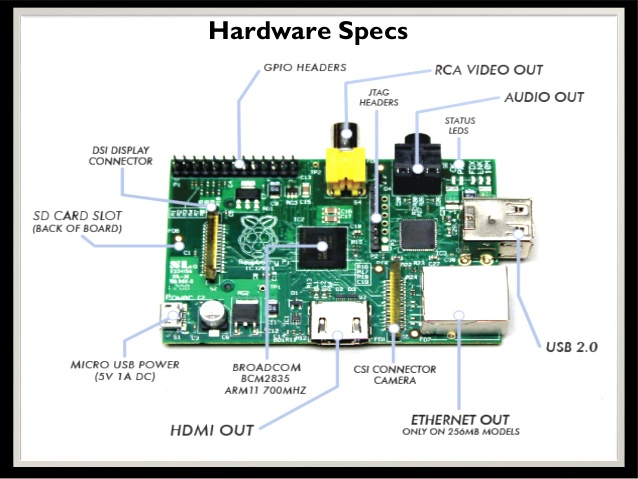 Hardware Specs
GPIO HEADERS
RCA VIDEO OUT
JTAG
HEADERS
AUDIO OUT
STATUS
LEDS
DSI DISPLAY
CONNECTOR
SD CARD SLOT
(BACK OF BOARD)
MICRO USB POWER
(5V 1A DC)
BROADCOM
BCM2835
ARM11 700MHZ
CSI CONNECTOR
CAMERA
USB 2.0
HDMI OUT
ETHERNET OUT
ONLY ON 256MB MODELS